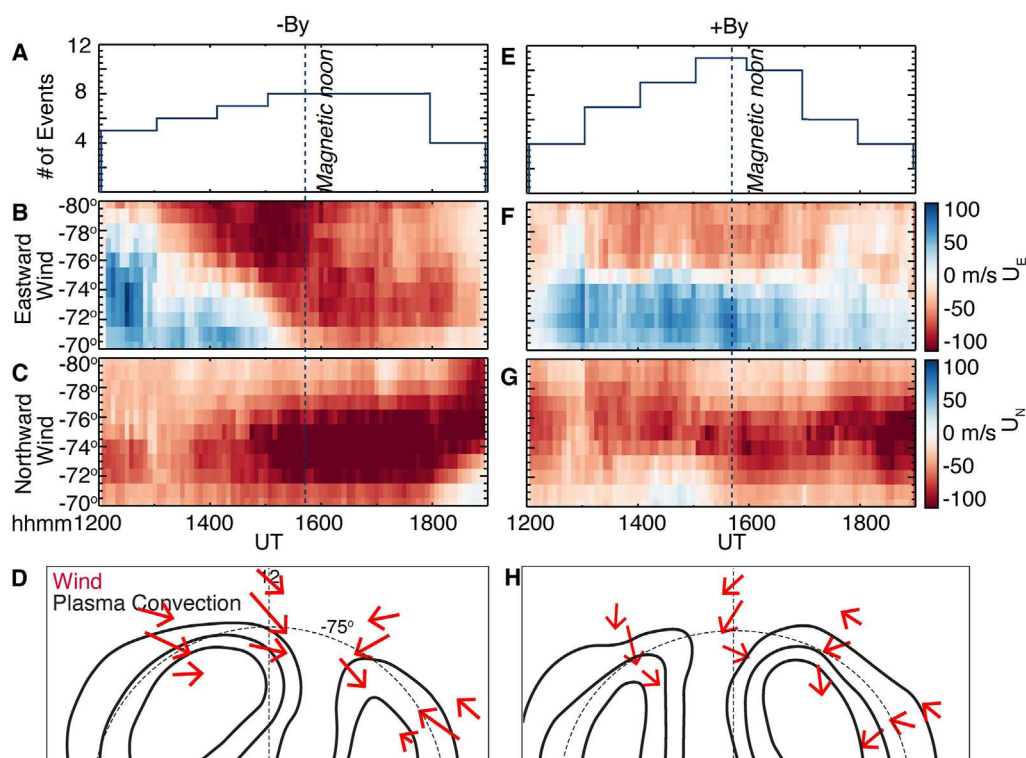 -By
+By
A
12
8
4
# of Events
Magnetic noon
E
Magnetic noon
B
-80°
-78°
-76°
-74°
-72°
-70°
Eastward
Wind
F
100
50
0 m/s
-50
-100
U_E
C
-80°
-78°
-76°
-74°
-72°
-70°
Northward
Wind
G
100
50
0 m/s
-50
-100
U_N
hhmm 1200 1400 1600 1800
UT
1200 1400 1600 1800
UT
D
Wind
Plasma Convection
12
-75°
H